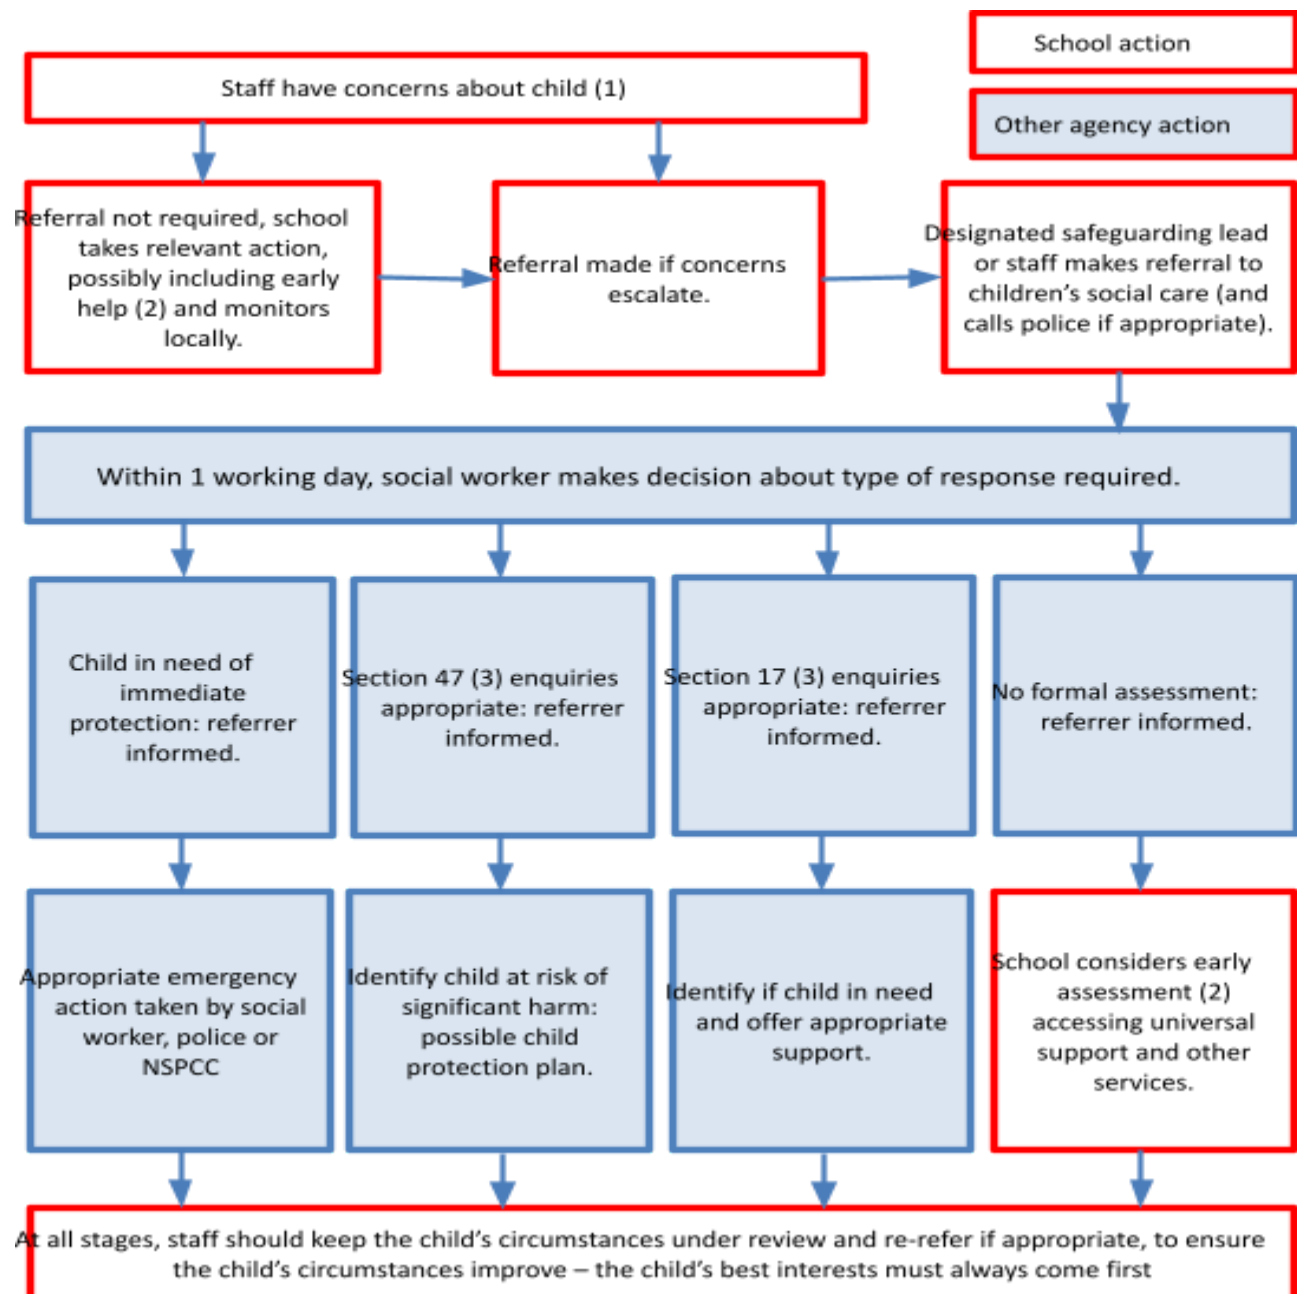 School action
Staff have concerns about child (1)
Other agency action
Referral not required, school
takes relevant action,
possibly including early
help (2) and monitors
locally.
Referral made if concerns
escalate.
Designated safeguarding lead
or staff makes referral to
children’s social care (and
calls police if appropriate).
Within 1 working day, social worker makes decision about type of response required.
Child in need of
immediate
protection: referrer
informed.
Section 47 (3) enquiries
appropriate: referrer
informed.
Section 17 (3) enquiries
appropriate: referrer
informed.
No formal assessment:
referrer informed.
Appropriate emergency
action taken by social
worker, police or
NSPCC
Identify child at risk of
significant harm:
possible child
protection plan.
Identify if child in need
and offer appropriate
support.
School considers early
assessment (2)
accessing universal
support and other
services.
At all stages, staff should keep the child’s circumstances under review and re-refer if appropriate, to ensure
the child’s circumstances improve – the child’s best interests must always come first